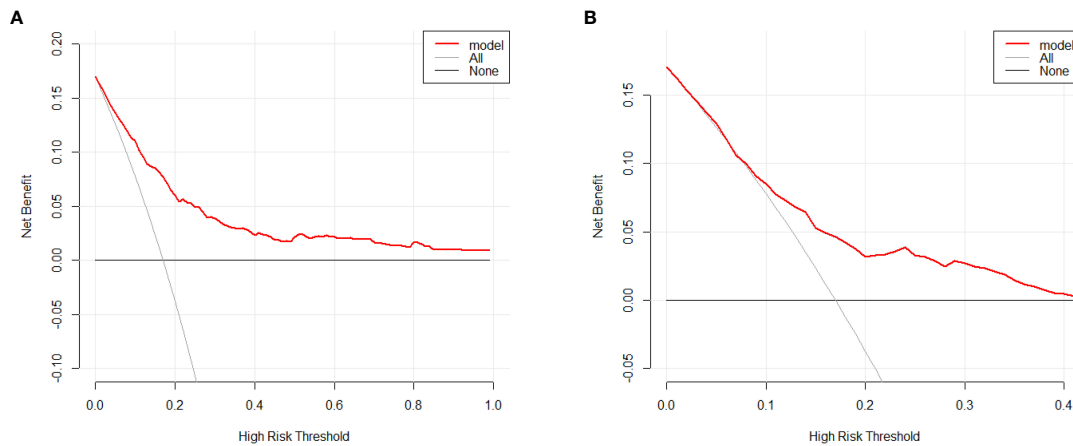 A
model
All
None
0.20
0.15
0.10
0.05
0.00
-0.05
-0.10
Net Benefit
0.0 0.2 0.4 0.6 0.8 1.0
High Risk Threshold
B
model
All
None
0.15
0.10
0.05
0.00
-0.05
Net Benefit
0.0 0.1 0.2 0.3 0.4
High Risk Threshold